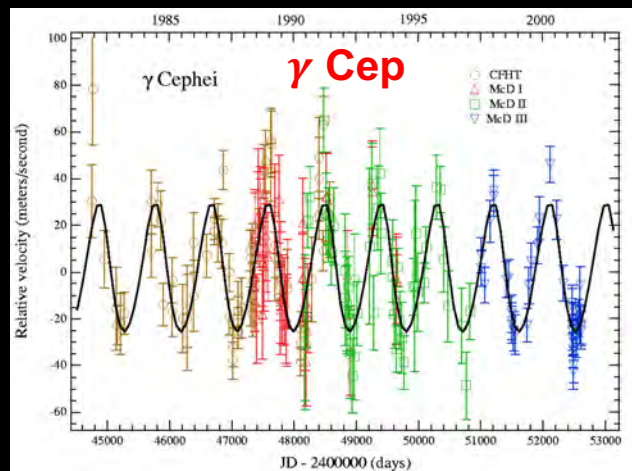 1985 1990 1995 2000
γ Cep
γ Cephei
CFHT
McD I
McD II
McD III
Relative velocity (meters/second)
100
80
60
40
20
0
-20
-40
-60
45000 46000 47000 48000 49000 50000 51000 52000 53000
JD - 2400000 (days)